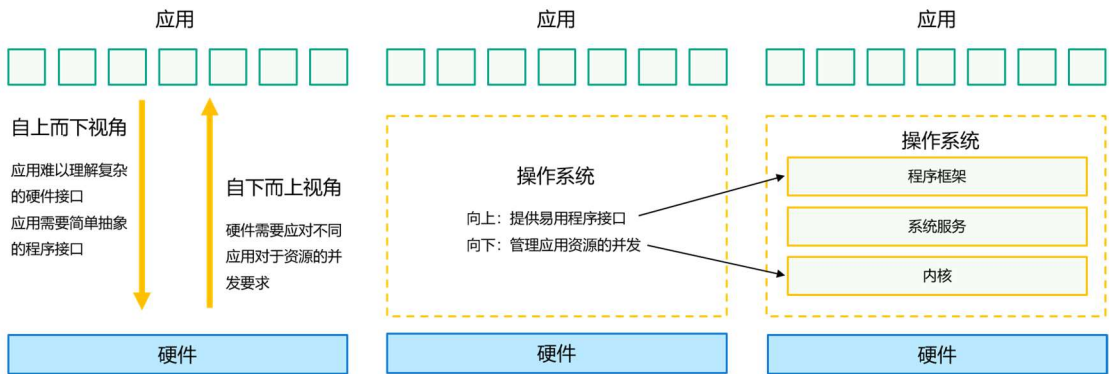 应用
自上而下视角
应用难以理解复杂
的硬件接口
应用需要简单抽象
的程序接口
自下而上视角
硬件需要应对不同
应用对于资源的并
发要求
硬件
应用
操作系统
向上：提供易用程序接口
向下：管理应用资源的并发
硬件
应用
操作系统
程序框架
系统服务
内核
硬件